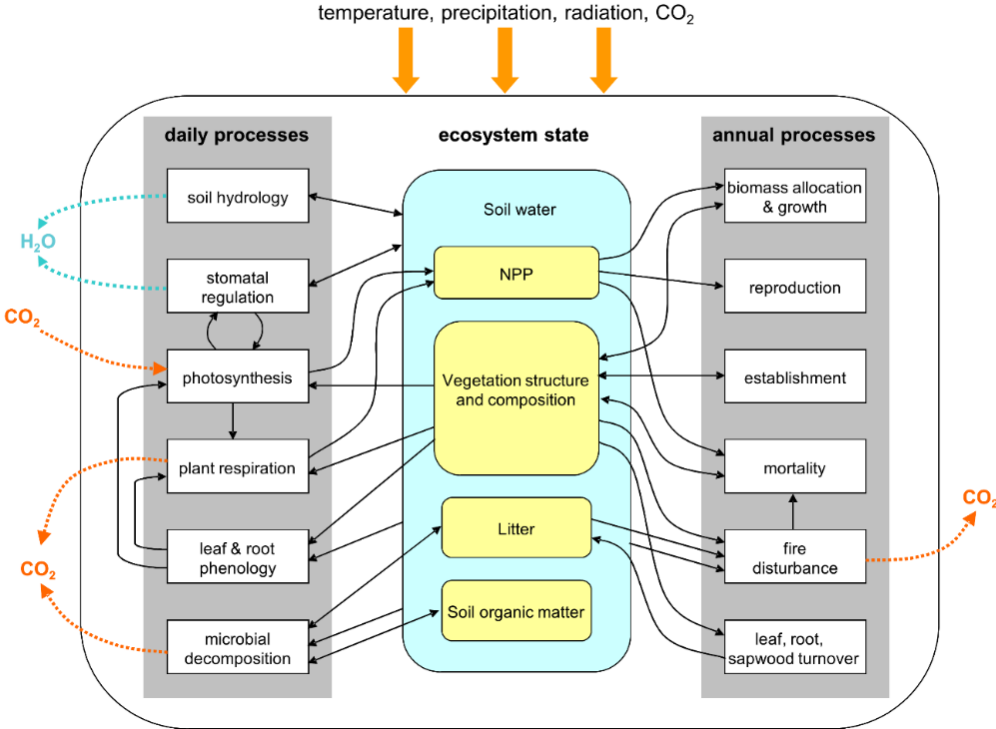 temperature, precipitation, radiation, CO₂
daily processes
ecosystem state
annual processes
soil hydrology
H₂O
stomatal
regulation
CO₂
photosynthesis
plant respiration
leaf & root
phenology
CO₂
microbial
decomposition
Soil water
NPP
Vegetation structure
and composition
Litter
Soil organic matter
biomass allocation
& growth
reproduction
establishment
mortality
fire
disturbance
CO₂
leaf, root,
sapwood turnover